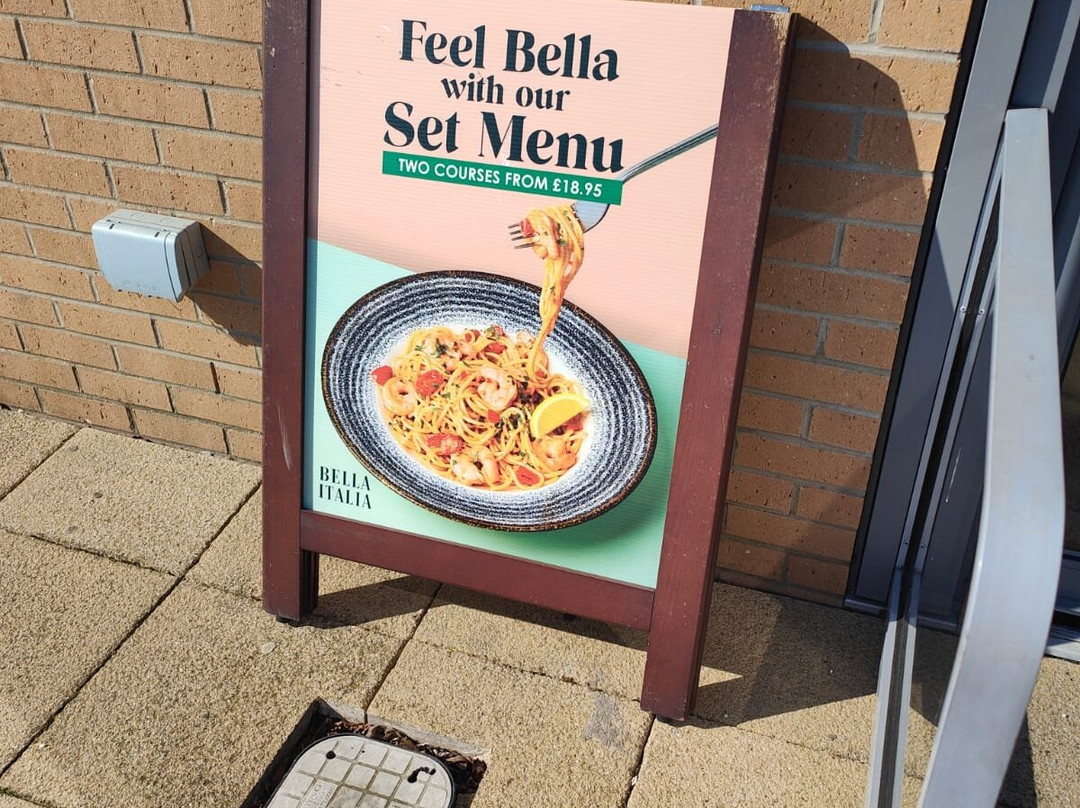 Feel Bella
with our
Set Menu
TWO COURSES FROM £18.95
BELLA
ITALIA